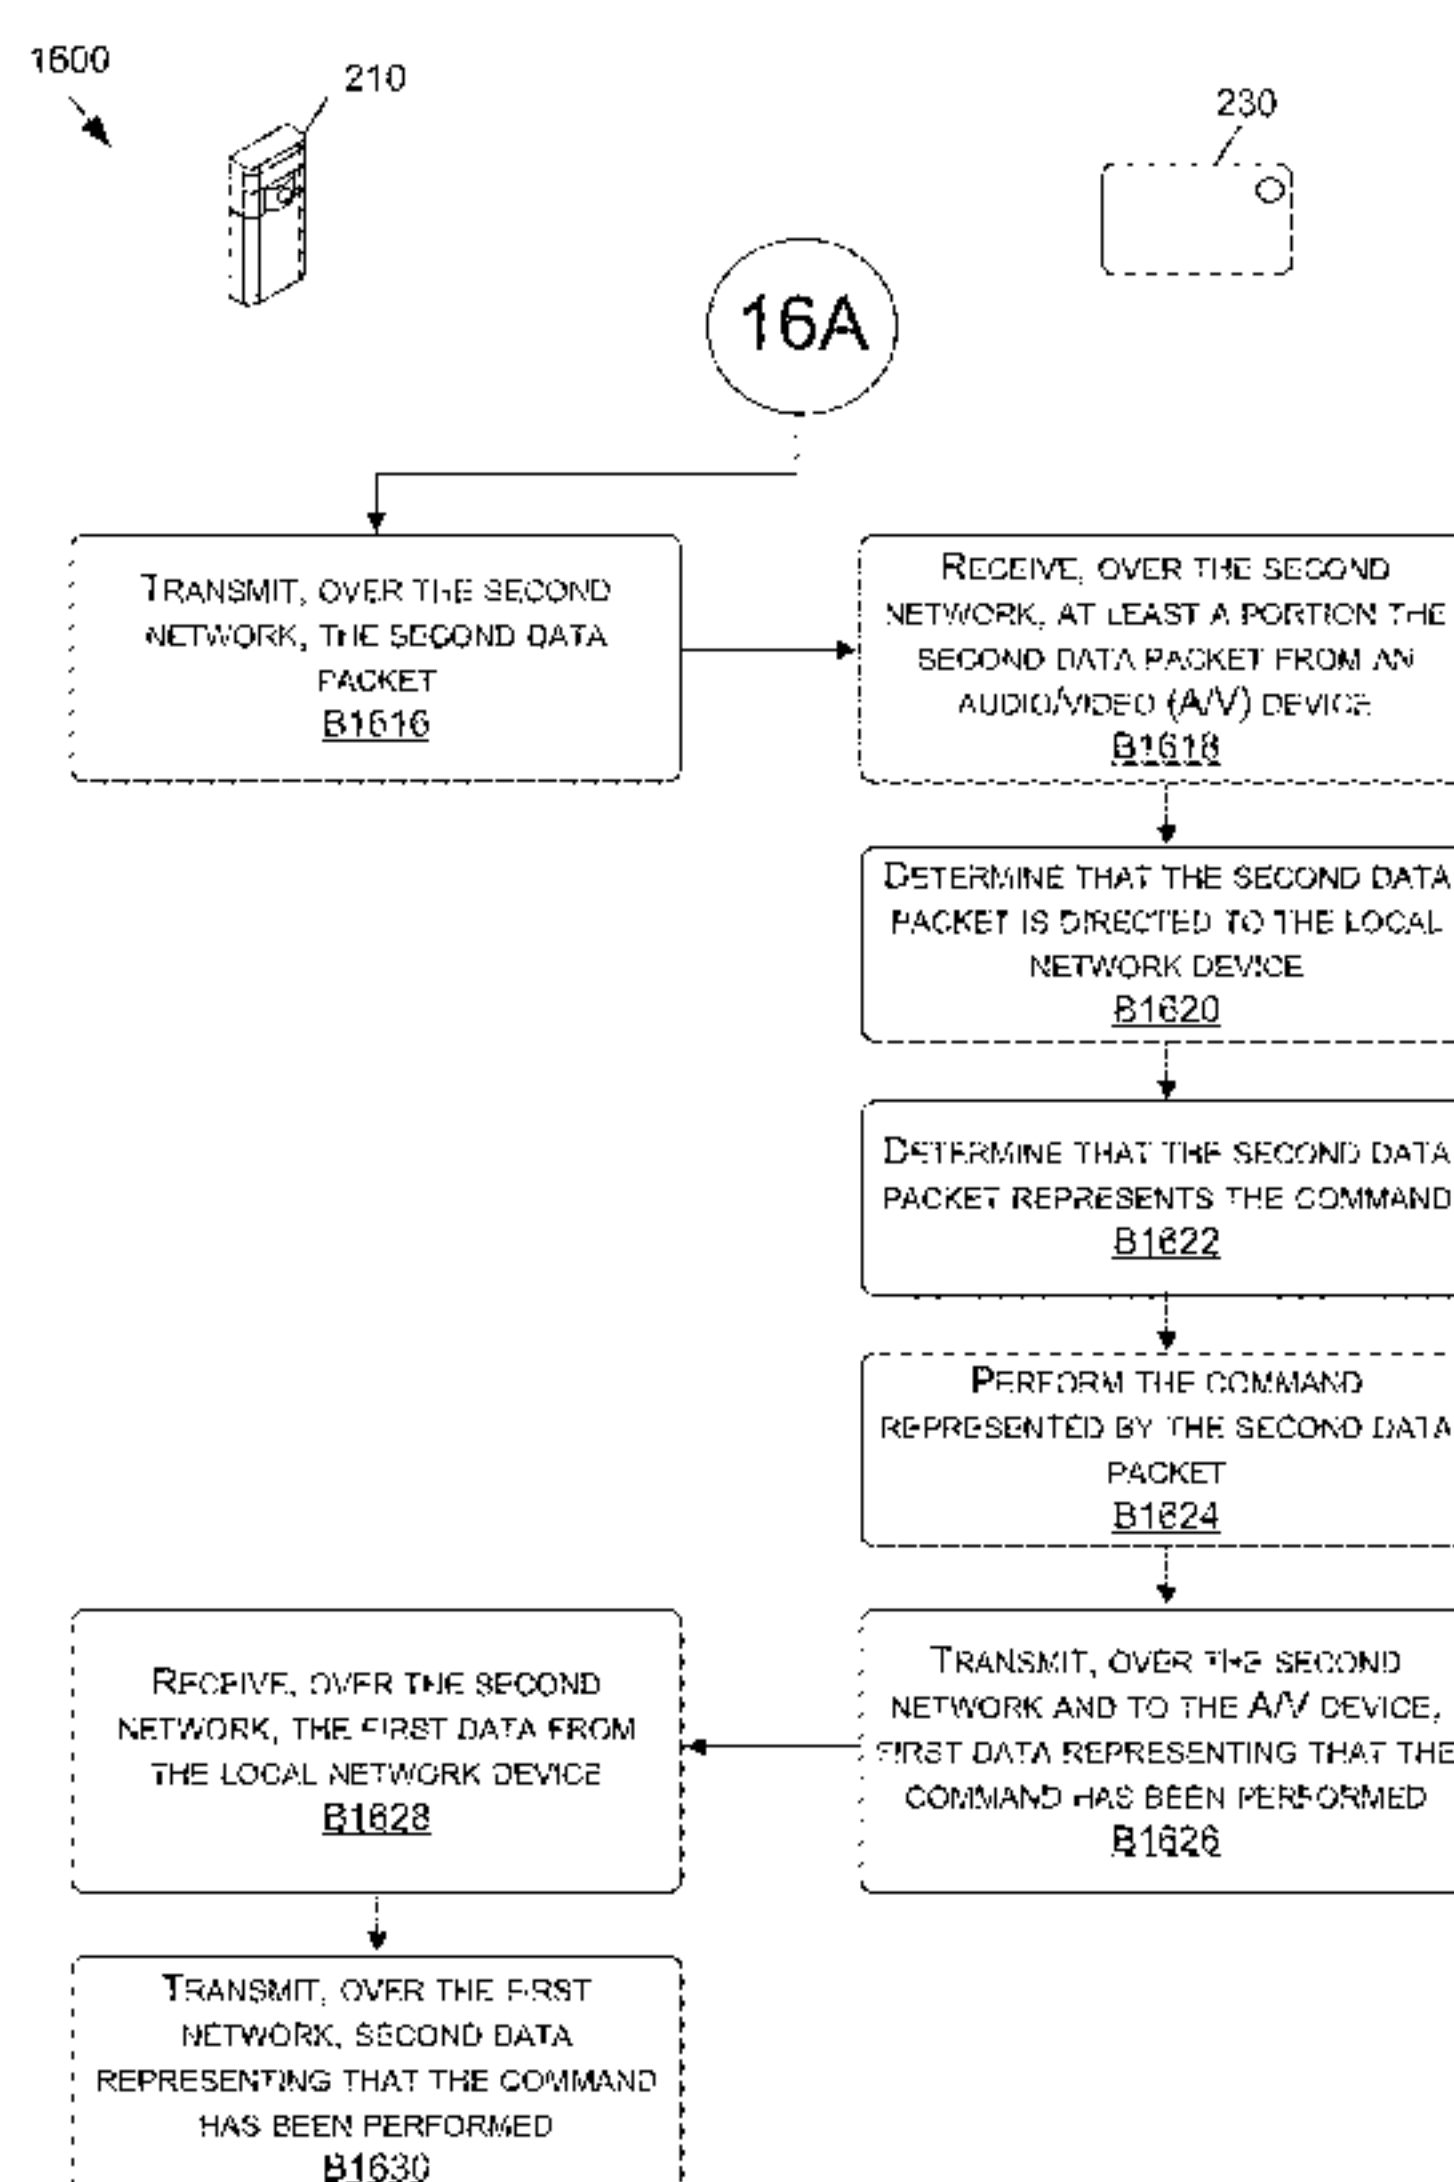 1600
210
230
16A
TRANSMIT, OVER THE SECOND
NETWORK, THE SECOND DATA
PACKET
B1616
RECEIVE, OVER THE SECOND
NETWORK, AT LEAST A PORTION THE
SECOND DATA PACKET FROM AN
AUDIO/VIDEO (A/V) DEVICE
B1618
DETERMINE THAT THE SECOND DATA
PACKET IS DIRECTED TO THE LOCAL
NETWORK DEVICE
B1620
DETERMINE THAT THE SECOND DATA
PACKET REPRESENTS THE COMMAND
B1622
PERFORM THE COMMAND
REPRESENTED BY THE SECOND DATA
PACKET
B1624
TRANSMIT, OVER THE SECOND
NETWORK AND TO THE A/V DEVICE,
FIRST DATA REPRESENTING THAT THE
COMMAND HAS BEEN PERFORMED
B1626
RECEIVE, OVER THE SECOND
NETWORK, THE FIRST DATA FROM
THE LOCAL NETWORK DEVICE
B1628
TRANSMIT, OVER THE FIRST
NETWORK, SECOND DATA
REPRESENTING THAT THE COMMAND
HAS BEEN PERFORMED
B1630